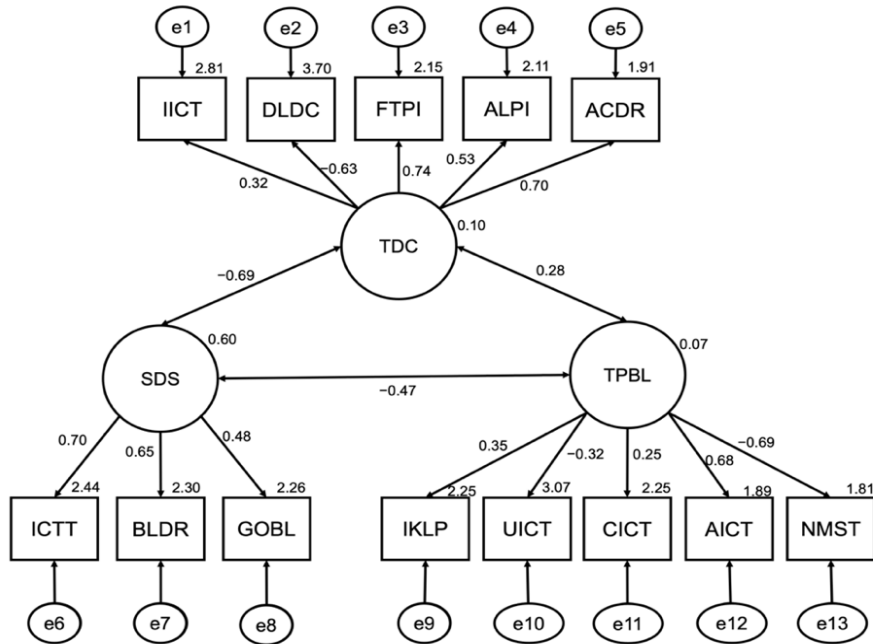 e1 e2 e3 e4 e5
2.81 3.70 2.15 2.11 1.91
IICT DLDC FTPI ALPI ACDR
0.32 −0.63 0.74 0.53 0.70
0.10
TDC
−0.69 0.28
0.60 0.07
SDS TPBL
−0.47
0.70 0.65 0.48 0.35 −0.32 0.25 0.68 −0.69
2.44 2.30 2.26 2.25 3.07 2.25 1.89 1.81
ICTT BLDR GOBL IKLP UICT CICT AICT NMST
e6 e7 e8 e9 e10 e11 e12 e13